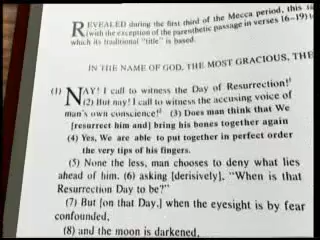 REVEALED during the first third of the Mecca period, this
(with the exception of the parenthetic passage in verses 16-19)
which its traditional "title" is based.
IN THE NAME OF GOD, THE MOST GRACIOUS, THE
(1) NAY! I call to witness the Day of Resurrection!
(2) But nay! I call to witness the accusing voice of
man's own conscience!
(3) Does man think that We
[resurrect him and] bring his bones together again
(4) Yes, We are able to put together in perfect order
the very tips of his fingers.
(5) None the less, man chooses to deny what lies
ahead of him. (6) asking [derisively], "When is that
Resurrection Day to be?"
(7) But [on that Day,] when the eyesight is by fear
confounded,
(8) and the moon is darkened,